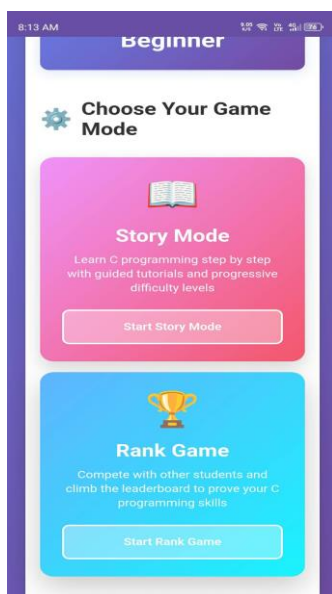 8:13 AM
Beginner
Choose Your Game
Mode
Story Mode
Learn C programming step by step
with guided tutorials and progressive
difficulty levels
Start Story Mode
Rank Game
Compete with other students and
climb the leaderboard to prove your C
programming skills
Start Rank Game